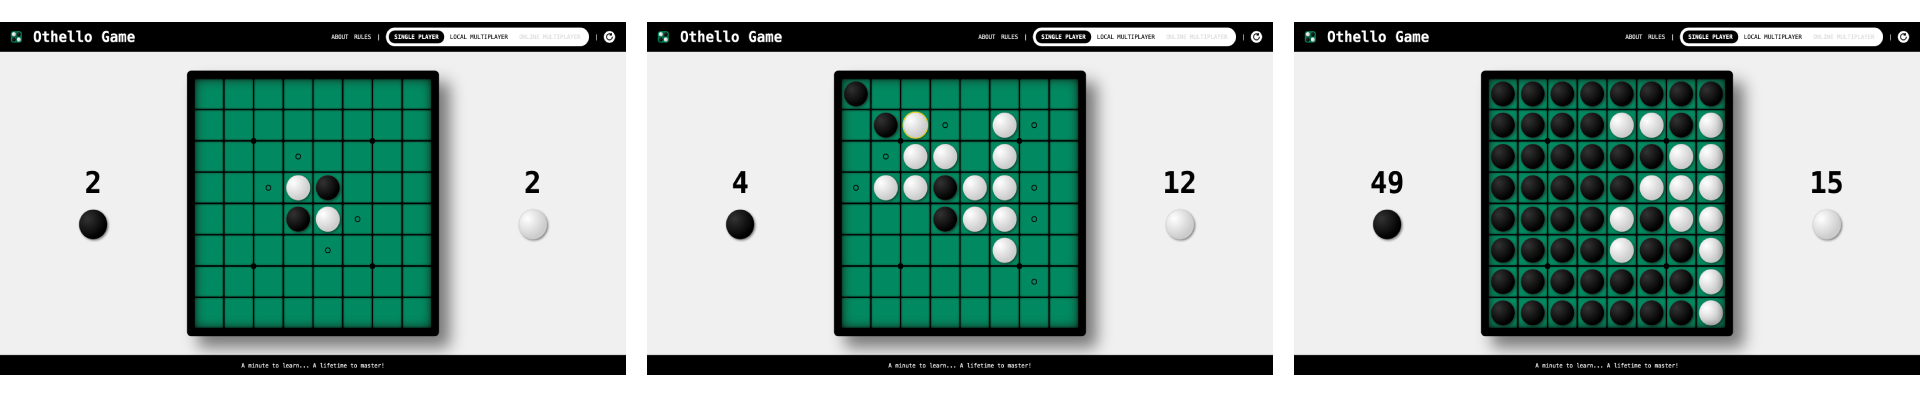 Othello Game ABOUT RULES | SINGLE PLAYER LOCAL MULTIPLAYER ONLINE MULTIPLAYER |
2
2
A minute to learn... A lifetime to master!
Othello Game ABOUT RULES | SINGLE PLAYER LOCAL MULTIPLAYER ONLINE MULTIPLAYER |
4
12
A minute to learn... A lifetime to master!
Othello Game ABOUT RULES | SINGLE PLAYER LOCAL MULTIPLAYER ONLINE MULTIPLAYER |
49
15
A minute to learn... A lifetime to master!